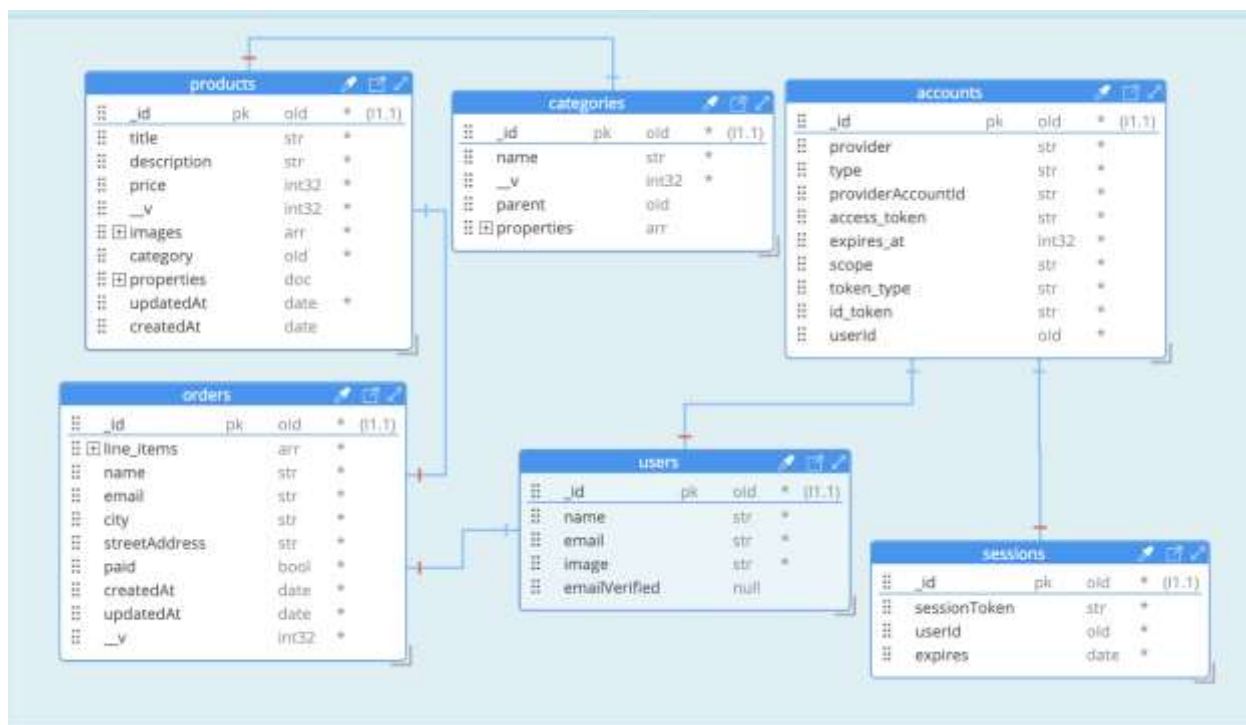 products
_id pk oId * (I1.1)
title str *
description str *
price int32 *
__v int32 *
images arr *
category oId *
properties doc
updatedAt date *
createdAt date
categories
_id pk oId * (I1.1)
name str *
__v int32 *
parent oId
properties arr
accounts
_id pk oId * (I1.1)
provider str *
type str *
providerAccountId str *
access_token str *
expires_at int32 *
scope str *
token_type str *
id_token str *
userId oId *
orders
_id pk oId * (I1.1)
line_items arr *
name str *
email str *
city str *
streetAddress str *
paid bool *
createdAt date *
updatedAt date *
__v int32 *
users
_id pk oId * (I1.1)
name str *
email str *
image str *
emailVerified null
sessions
_id pk oId * (I1.1)
sessionToken str *
userId oId *
expires date *